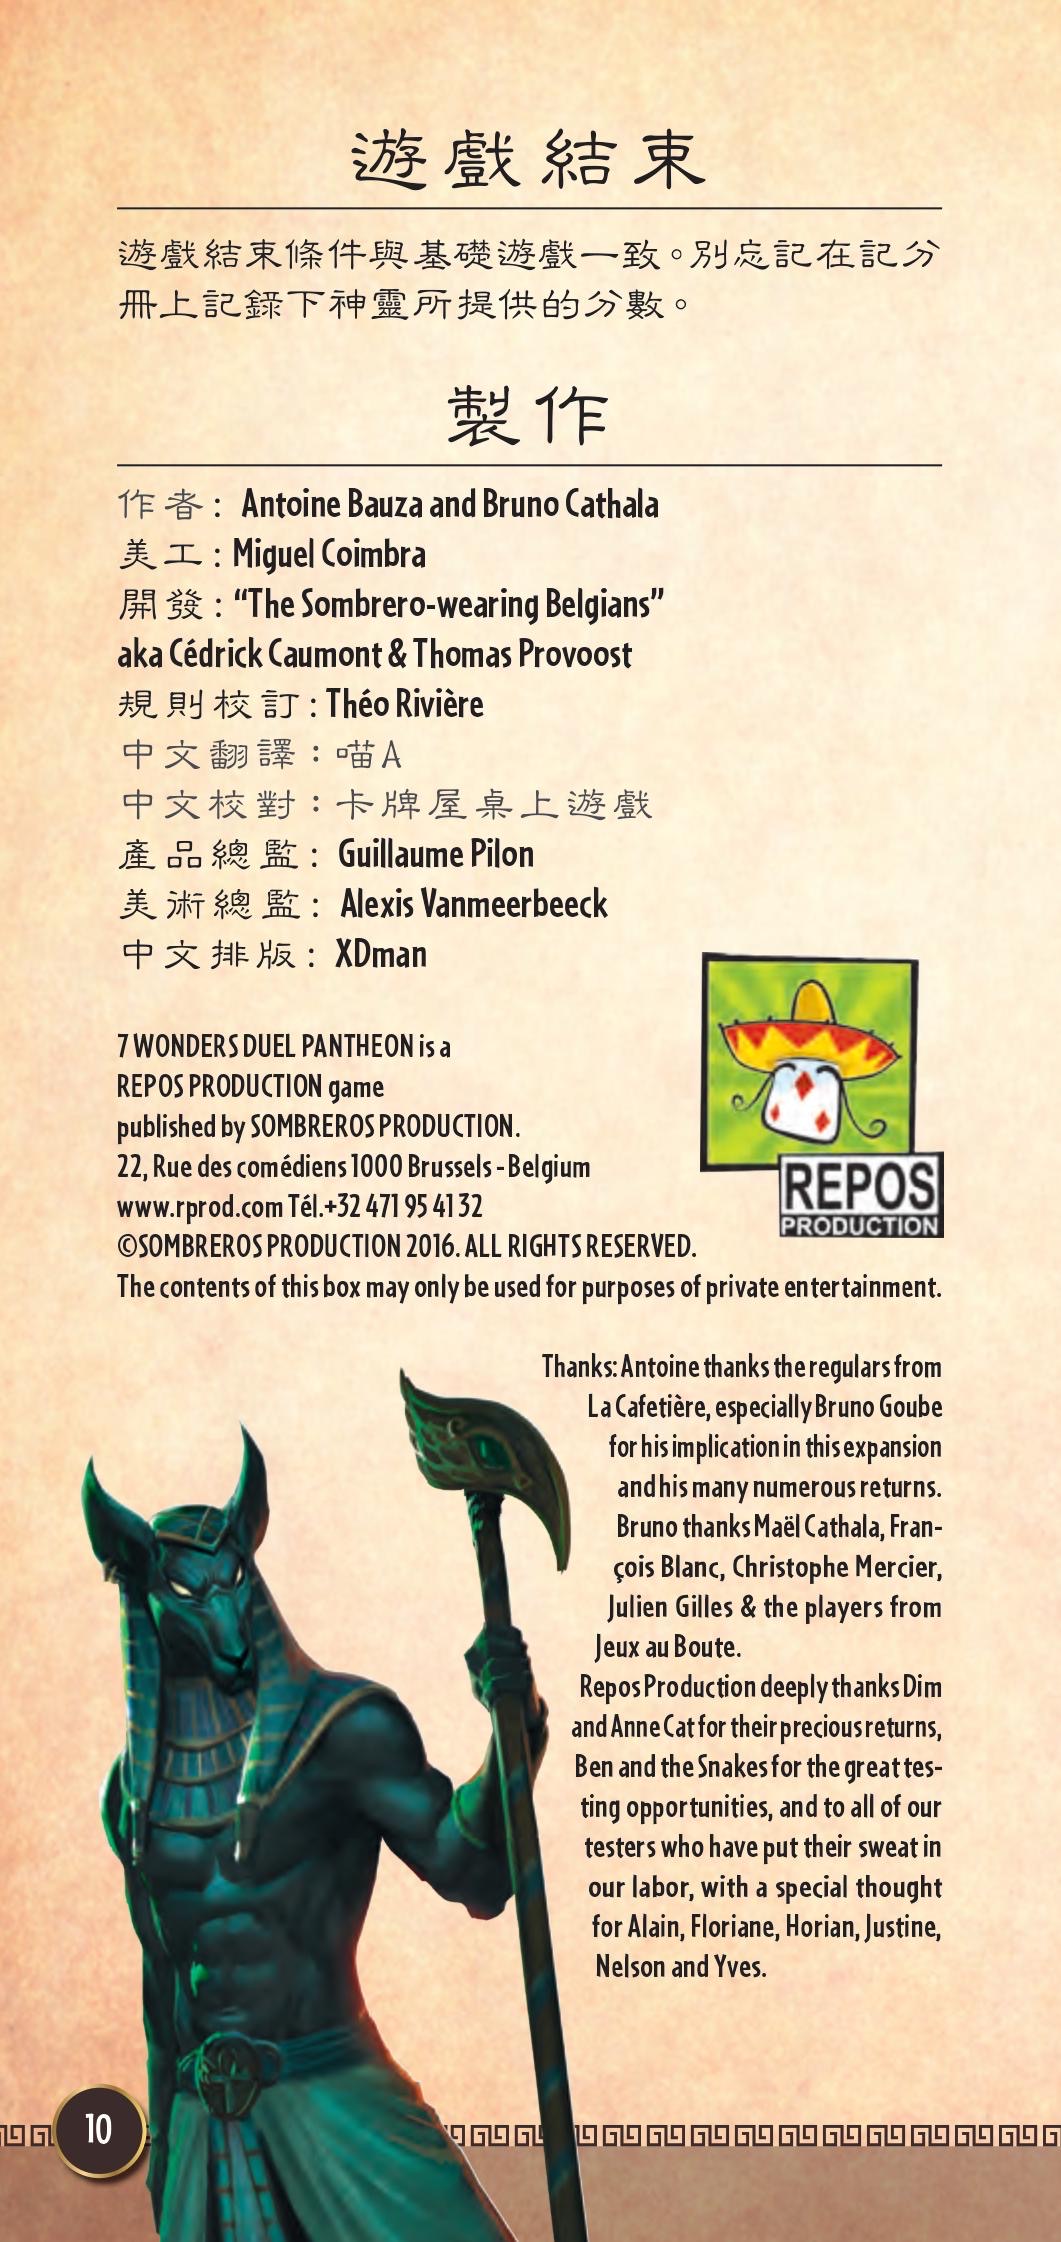 遊戲結束
遊戲結束條件與基礎遊戲一致。別忘記在記分
冊上記錄下神靈所提供的分數。
製作
作者： Antoine Bauza and Bruno Cathala
美工：Miguel Coimbra
開發：“The Sombrero-wearing Belgians”
aka Cédrick Caumont & Thomas Provoost
規則校訂：Théo Rivière
中文翻譯：喵A
中文校對：卡牌屋桌上遊戲
產品總監： Guillaume Pilon
美術總監： Alexis Vanmeerbeeck
中文排版： XDman
7 WONDERS DUEL PANTHEON is a
REPOS PRODUCTION game
published by SOMBREROS PRODUCTION.
22, Rue des comédiens 1000 Brussels - Belgium
www.rprod.com Tél.+32 471 95 41 32
©SOMBREROS PRODUCTION 2016. ALL RIGHTS RESERVED.
The contents of this box may only be used for purposes of private entertainment.
REPOS
PRODUCTION
Thanks: Antoine thanks the regulars from
La Cafetière, especially Bruno Goube
for his implication in this expansion
and his many numerous returns.
Bruno thanks Maël Cathala, Fran-
çois Blanc, Christophe Mercier,
Julien Gilles & the players from
Jeux au Boute.
Repos Production deeply thanks Dim
and Anne Cat for their precious returns,
Ben and the Snakes for the great tes-
ting opportunities, and to all of our
testers who have put their sweat in
our labor, with a special thought
for Alain, Floriane, Horian, Justine,
Nelson and Yves.
10